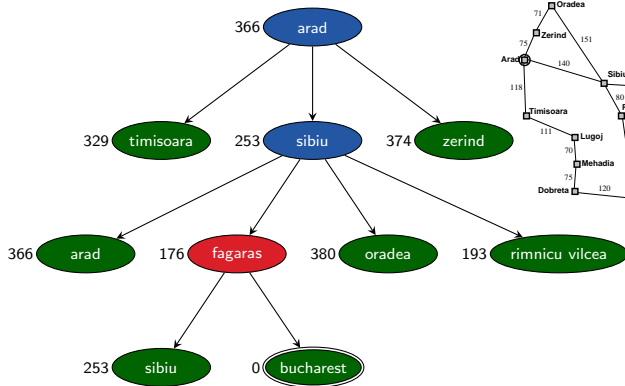 366 arad
329 timisoara 253 sibiu 374 zerind
366 arad 176 fagaras 380 oradea 193 rimnicu vilcea
253 sibiu 0 bucharest
Oradea
71
Zerind
151
75
Arad
140
Sibiu
118
80
Timisoara
111
Lugoj
70
Mehadia
75
Dobreta
120